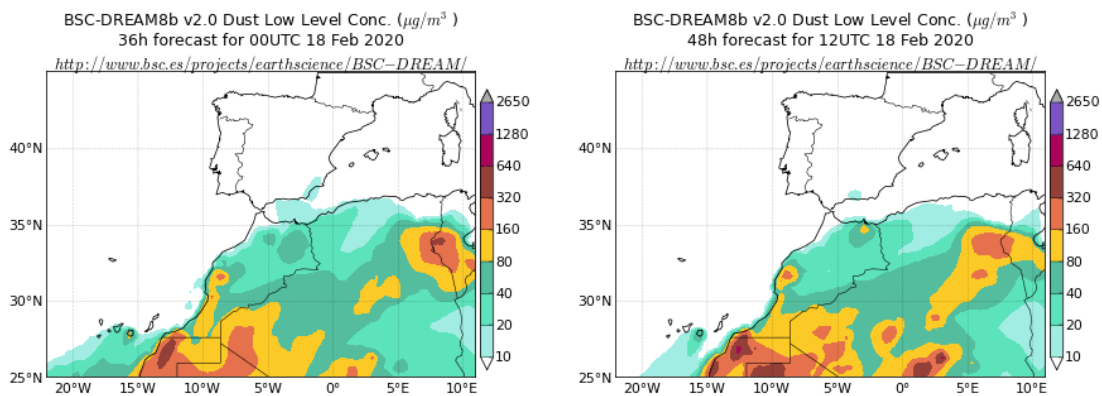 BSC-DREAM8b v2.0 Dust Low Level Conc. (μg/m³ )
36h forecast for 00UTC 18 Feb 2020
http://www.bsc.es/projects/earthscience/BSC−DREAM/
2650
1280
640
320
160
80
40
20
10
40°N
35°N
30°N
25°N
20°W 15°W 10°W 5°W 0°E 5°E 10°E
BSC-DREAM8b v2.0 Dust Low Level Conc. (μg/m³ )
48h forecast for 12UTC 18 Feb 2020
http://www.bsc.es/projects/earthscience/BSC−DREAM/
2650
1280
640
320
160
80
40
20
10
40°N
35°N
30°N
25°N
20°W 15°W 10°W 5°W 0°E 5°E 10°E